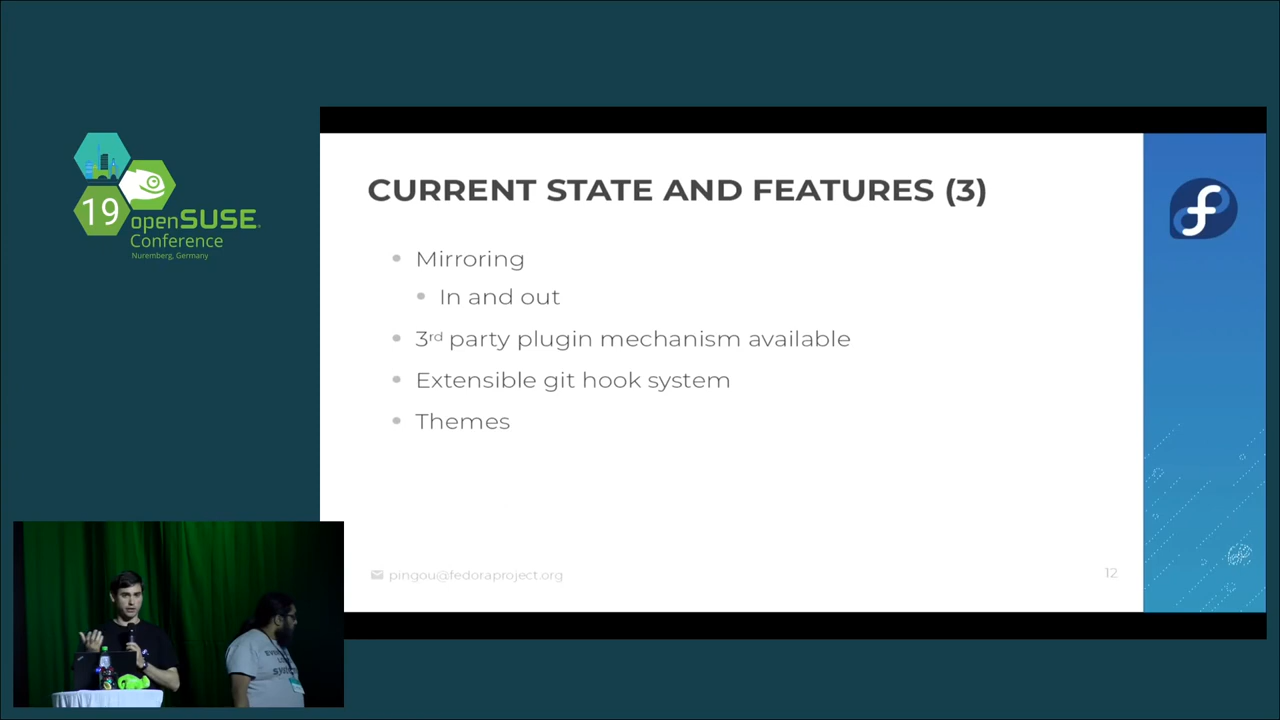 19
openSUSE
Conference
Nuremberg, Germany
CURRENT STATE AND FEATURES (3)
Mirroring
In and out
3rd party plugin mechanism available
Extensible git hook system
Themes
pingou@fedoraproject.org
12